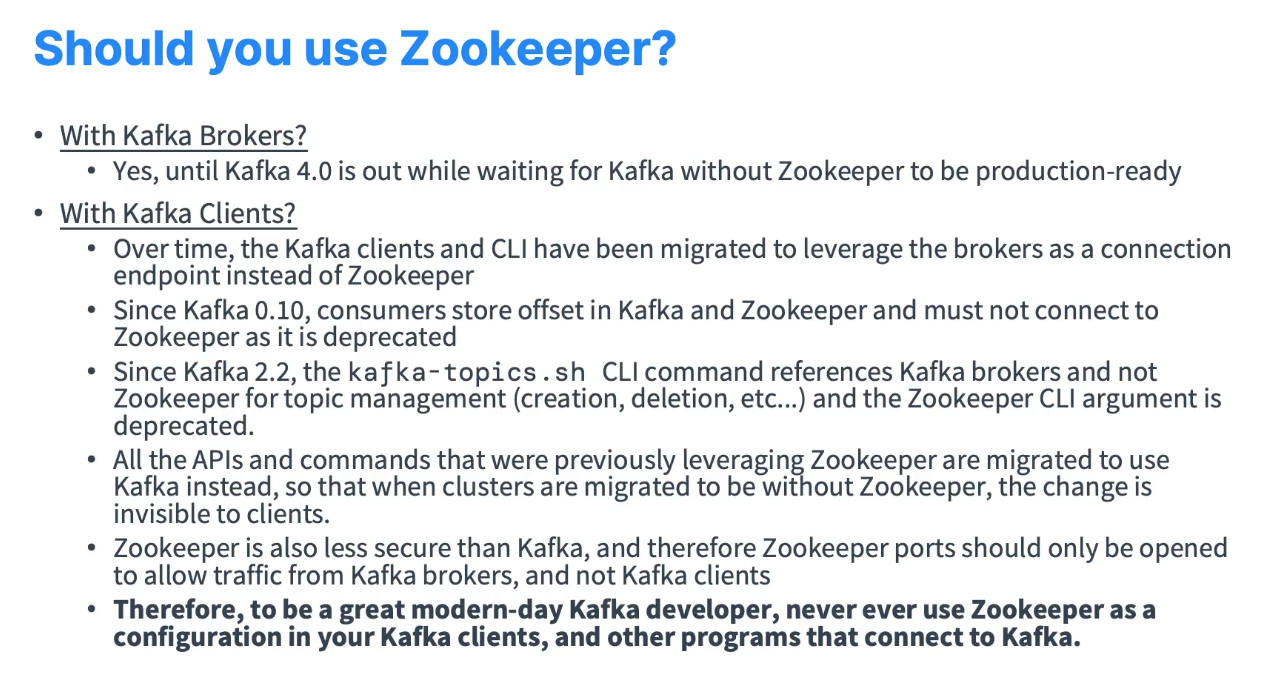 Should you use Zookeeper?
• With Kafka Brokers?
• Yes, until Kafka 4.0 is out while waiting for Kafka without Zookeeper to be production-ready
• With Kafka Clients?
• Over time, the Kafka clients and CLI have been migrated to leverage the brokers as a connection
endpoint instead of Zookeeper
• Since Kafka 0.10, consumers store offset in Kafka and Zookeeper and must not connect to
Zookeeper as it is deprecated
• Since Kafka 2.2, the kafka-topics.sh CLI command references Kafka brokers and not
Zookeeper for topic management (creation, deletion, etc...) and the Zookeeper CLI argument is
deprecated.
• All the APIs and commands that were previously leveraging Zookeeper are migrated to use
Kafka instead, so that when clusters are migrated to be without Zookeeper, the change is
invisible to clients.
• Zookeeper is also less secure than Kafka, and therefore Zookeeper ports should only be opened
to allow traffic from Kafka brokers, and not Kafka clients
• Therefore, to be a great modern-day Kafka developer, never ever use Zookeeper as a
configuration in your Kafka clients, and other programs that connect to Kafka.